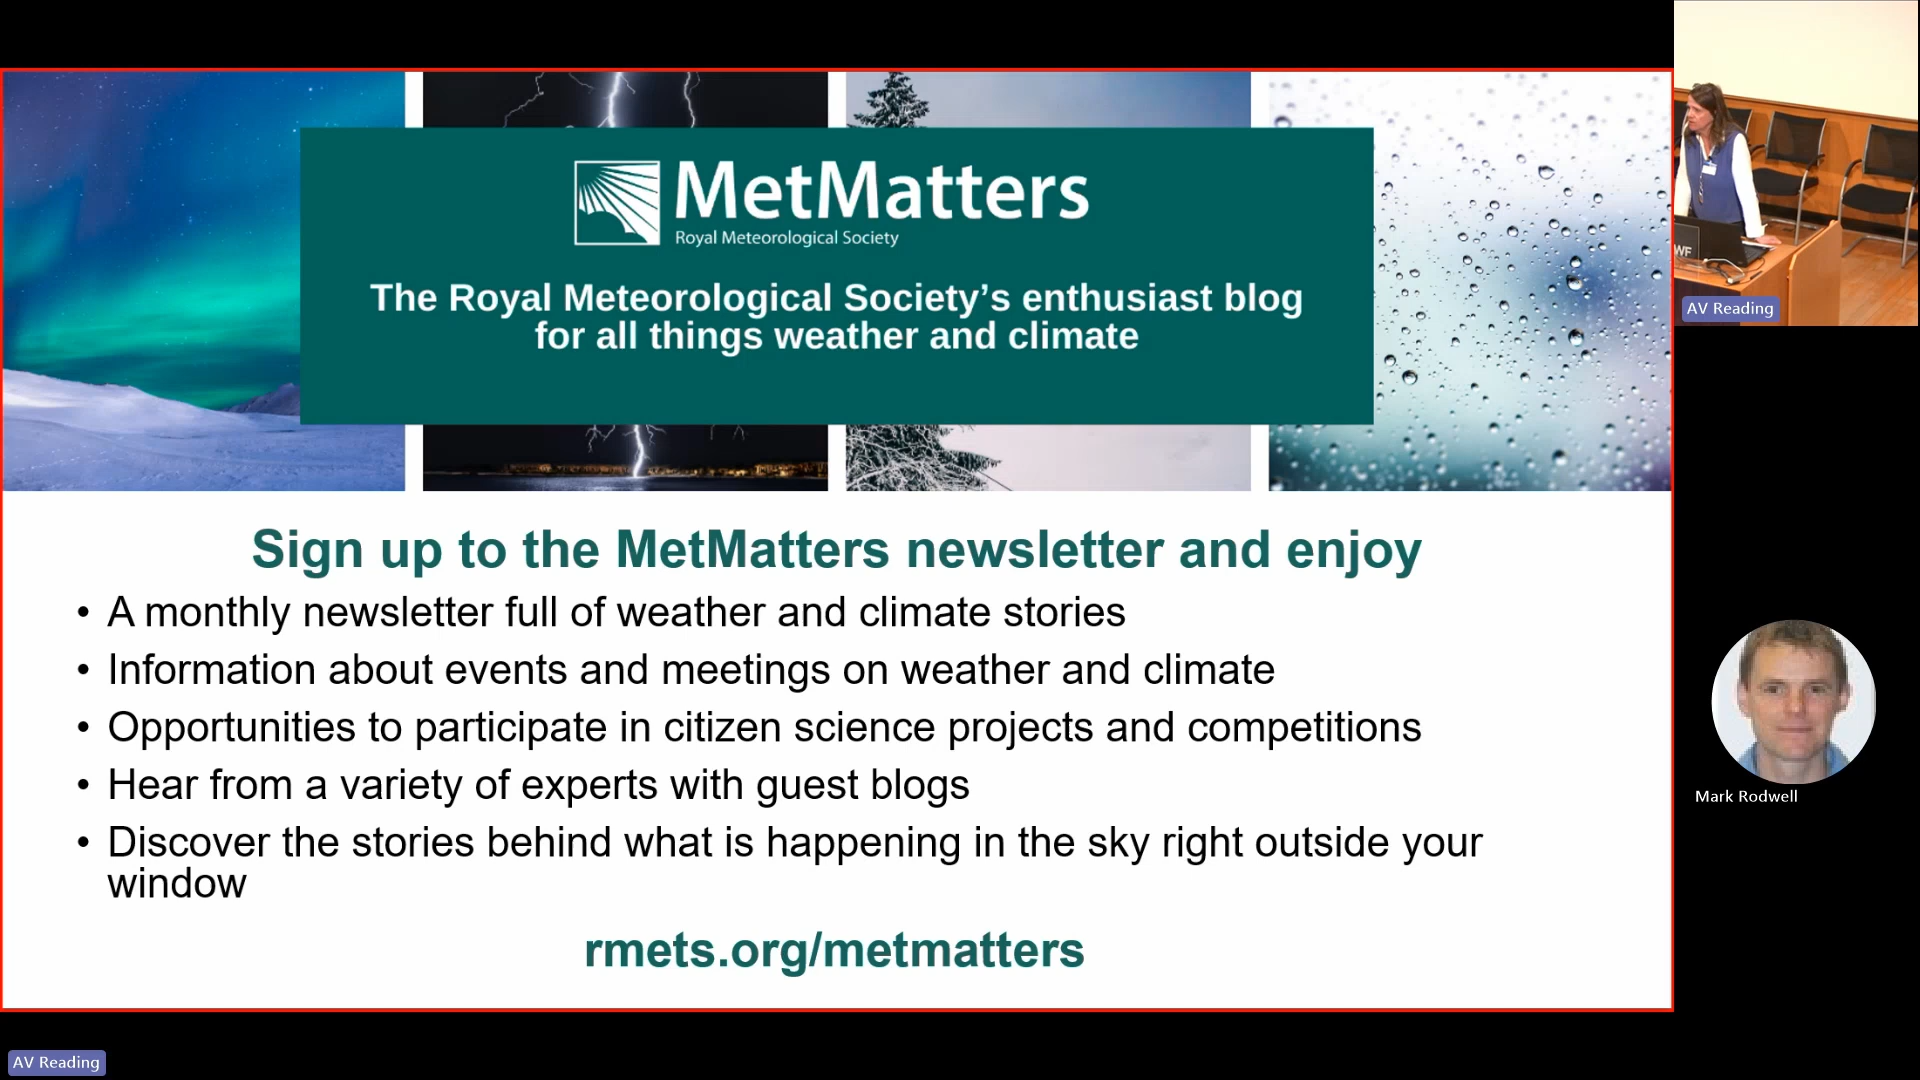 MetMatters
Royal Meteorological Society
The Royal Meteorological Society’s enthusiast blog
for all things weather and climate
Sign up to the MetMatters newsletter and enjoy
• A monthly newsletter full of weather and climate stories
• Information about events and meetings on weather and climate
• Opportunities to participate in citizen science projects and competitions
• Hear from a variety of experts with guest blogs
• Discover the stories behind what is happening in the sky right outside your
window
rmets.org/metmatters
WF
AV Reading
Mark Rodwell
AV Reading